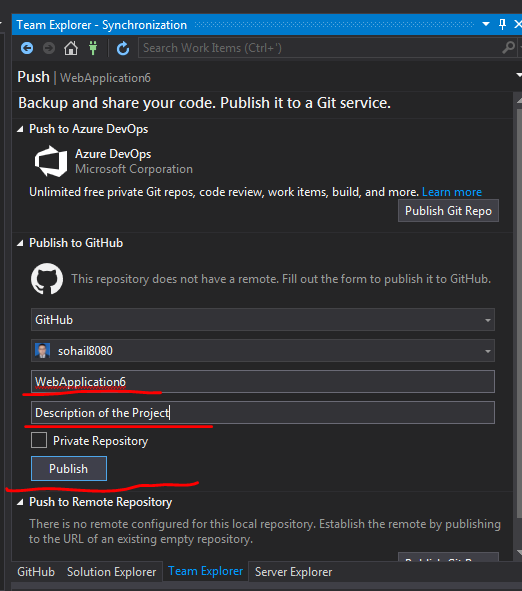 Team Explorer - Synchronization
Search Work Items (Ctrl+')
Push | WebApplication6
Backup and share your code. Publish it to a Git service.
Push to Azure DevOps
Azure DevOps
Microsoft Corporation
Unlimited free private Git repos, code review, work items, build, and more. Learn more
Publish Git Repo
Publish to GitHub
This repository does not have a remote. Fill out the form to publish it to GitHub.
GitHub
sohail8080
WebApplication6
Description of the Project
Private Repository
Publish
Push to Remote Repository
There is no remote configured for this local repository. Establish the remote by publishing
to the URL of an existing empty repository.
Publish Git Repo
GitHub Solution Explorer Team Explorer Server Explorer